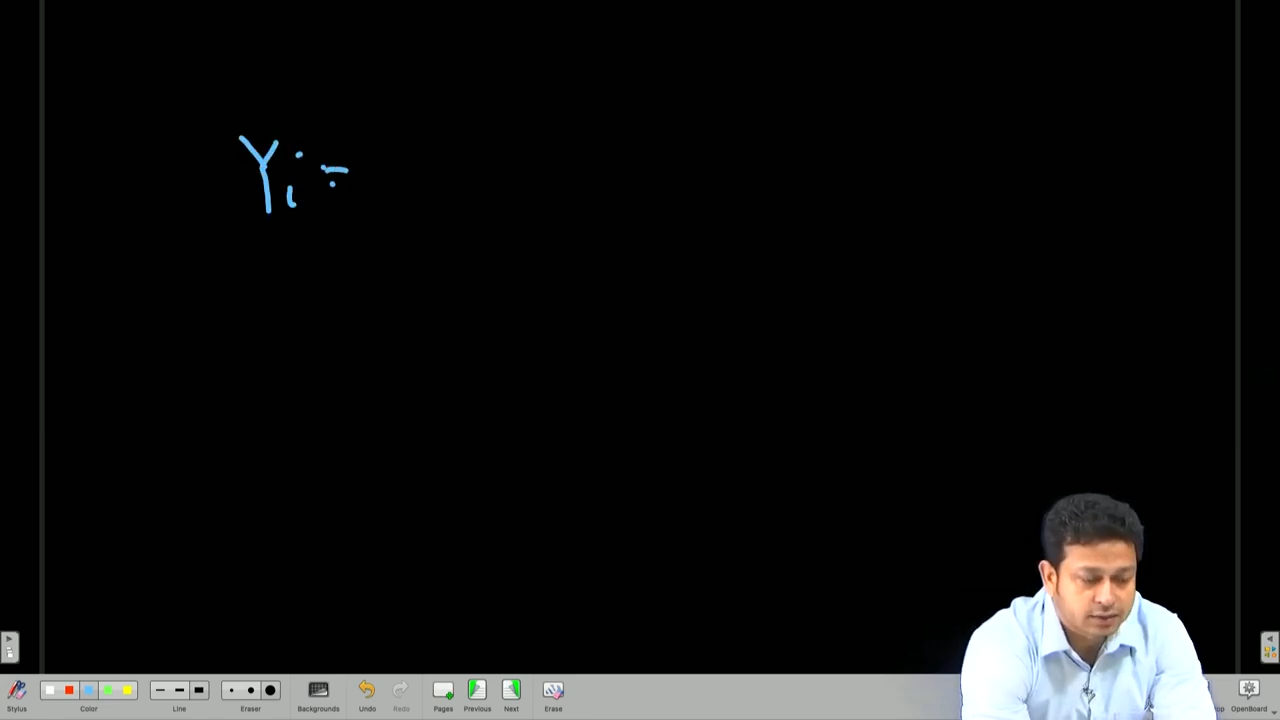 Yi =
Stylus Color Line Eraser Backgrounds Undo Redo Pages Previous Next Erase OpenBoard